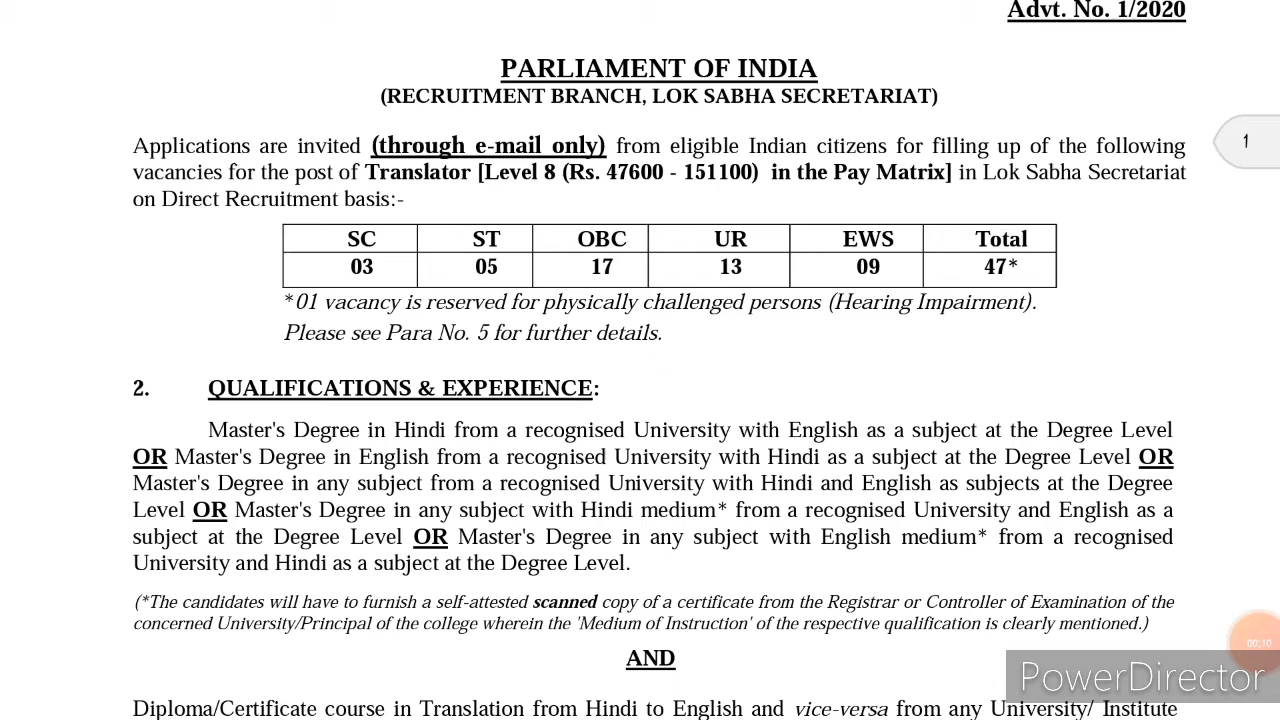 Advt. No. 1/2020
PARLIAMENT OF INDIA
(RECRUITMENT BRANCH, LOK SABHA SECRETARIAT)
Applications are invited (through e-mail only) from eligible Indian citizens for filling up of the following
1
vacancies for the post of Translator [Level 8 (Rs. 47600 - 151100) in the Pay Matrix] in Lok Sabha Secretariat
on Direct Recruitment basis:-
SC ST OBC UR EWS Total
03 05 17 13 09 47*
*01 vacancy is reserved for physically challenged persons (Hearing Impairment).
Please see Para No. 5 for further details.
2. QUALIFICATIONS & EXPERIENCE:
Master's Degree in Hindi from a recognised University with English as a subject at the Degree Level
OR Master's Degree in English from a recognised University with Hindi as a subject at the Degree Level OR
Master's Degree in any subject from a recognised University with Hindi and English as subjects at the Degree
Level OR Master's Degree in any subject with Hindi medium* from a recognised University and English as a
subject at the Degree Level OR Master's Degree in any subject with English medium* from a recognised
University and Hindi as a subject at the Degree Level.
(*The candidates will have to furnish a self-attested scanned copy of a certificate from the Registrar or Controller of Examination of the
concerned University/Principal of the college wherein the 'Medium of Instruction' of the respective qualification is clearly mentioned.)
00:10
AND
PowerDirector
Diploma/Certificate course in Translation from Hindi to English and vice-versa from any University/ Institute